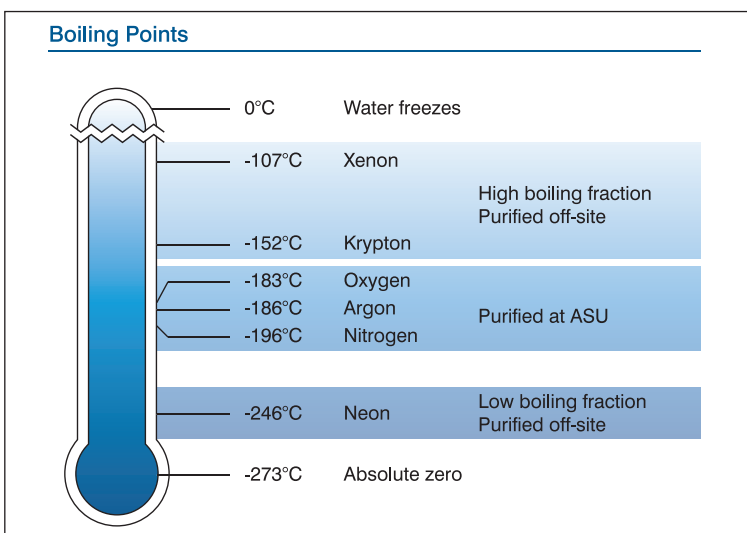 Boiling Points
0°C Water freezes
-107°C Xenon
High boiling fraction
Purified off-site
-152°C Krypton
-183°C Oxygen
-186°C Argon
Purified at ASU
-196°C Nitrogen
Low boiling fraction
-246°C Neon
Purified off-site
-273°C Absolute zero